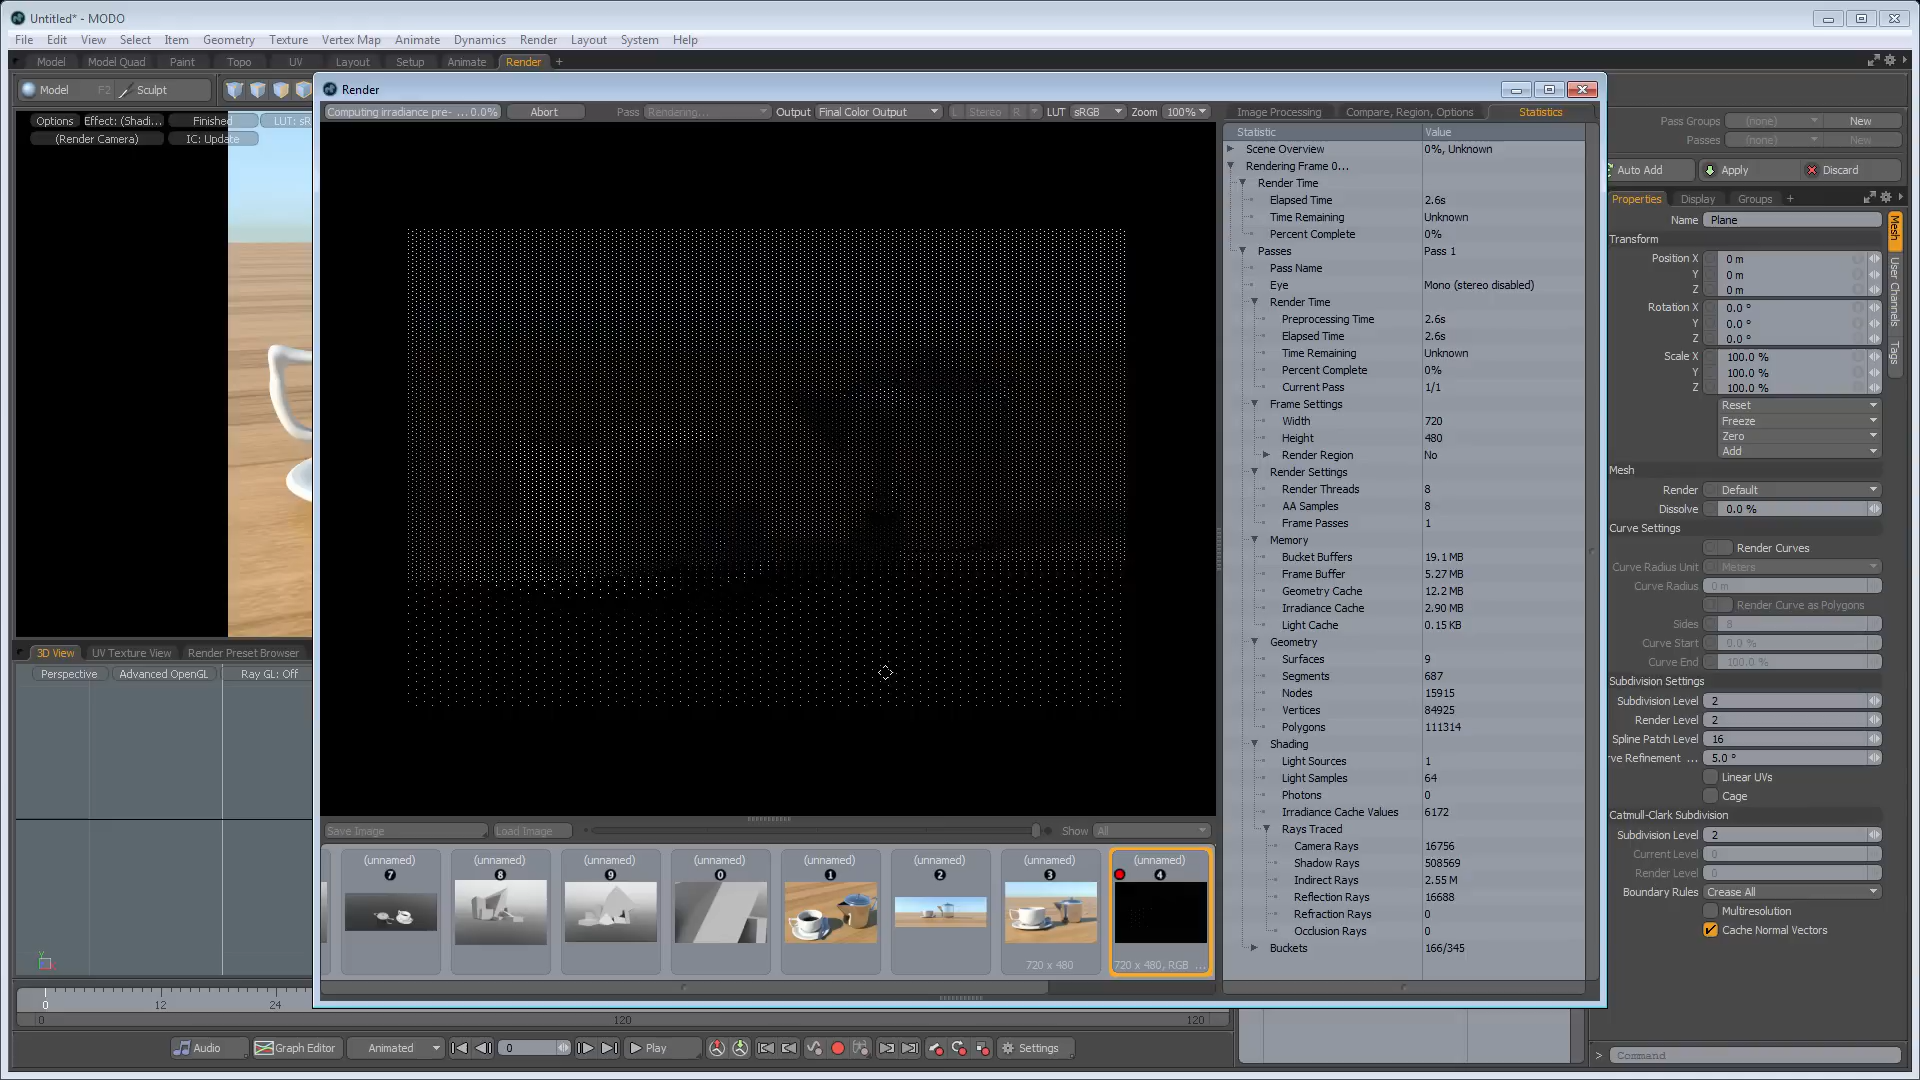 Untitled* - MODO
File Edit View Select Item Geometry Texture Vertex Map Animate Dynamics Render Layout System Help
Model Model Quad Paint Topo UV Layout Setup Animate Render +
Model F2 Sculpt
Render
Options Effect: (Shadi... Finished LUT: sR
(Render Camera) IC: Update
Computing irradiance pre- ... 0.0% Abort Pass Rendering... Output Final Color Output L Stereo R LUT sRGB Zoom 100%
Image Processing Compare, Region, Options Statistics
Statistic Value
Scene Overview 0%, Unknown
Rendering Frame 0...
Render Time
Elapsed Time 2.6s
Time Remaining Unknown
Percent Complete 0%
Passes Pass 1
Pass Name
Eye Mono (stereo disabled)
Render Time
Preprocessing Time 2.6s
Elapsed Time 2.6s
Time Remaining Unknown
Percent Complete 0%
Current Pass 1/1
Frame Settings
Width 720
Height 480
Render Region No
Render Settings
Render Threads 8
AA Samples 8
Frame Passes 1
Memory
Bucket Buffers 19.1 MB
Frame Buffer 5.27 MB
Geometry Cache 12.2 MB
Irradiance Cache 2.90 MB
Light Cache 0.15 KB
Geometry
Surfaces 9
Segments 687
Nodes 15915
Vertices 84925
Polygons 111314
Shading
Light Sources 1
Light Samples 64
Photons 0
Irradiance Cache Values 6172
Rays Traced
Camera Rays 16756
Shadow Rays 508569
Indirect Rays 2.55 M
Reflection Rays 16688
Refraction Rays 0
Occlusion Rays 0
Buckets 166/345
Pass Groups (none) New
Passes (none) New
Auto Add Apply Discard
Properties Display Groups +
Name Plane
Transform
Position X 0 m
Y 0 m
Z 0 m
Rotation X 0.0 °
Y 0.0 °
Z 0.0 °
Scale X 100.0 %
Y 100.0 %
Z 100.0 %
Reset
Freeze
Zero
Add
Mesh
Render Default
Dissolve 0.0 %
Curve Settings
Render Curves
Curve Radius Unit Meters
Curve Radius 0 m
Render Curve as Polygons
Sides 8
Curve Start 0.0 %
Curve End 100.0 %
Subdivision Settings
Subdivision Level 2
Render Level 2
Spline Patch Level 16
rve Refinement ... 5.0 °
Linear UVs
Cage
Catmull-Clark Subdivision
Subdivision Level 2
Current Level 0
Render Level 0
Boundary Rules Crease All
Multiresolution
Cache Normal Vectors
Mesh
User Channels
Tags
3D View UV Texture View Render Preset Browser
Perspective Advanced OpenGL Ray GL: Off
Save Image Load Image Show All
(unnamed) (unnamed) (unnamed) (unnamed) (unnamed) (unnamed) (unnamed) (unnamed)
7 8 9 0 1 2 3 4
720 x 480 720 x 480, RGB ...
0 12 24
0 120 120
Audio Graph Editor Animated 0 Play Settings
> Command